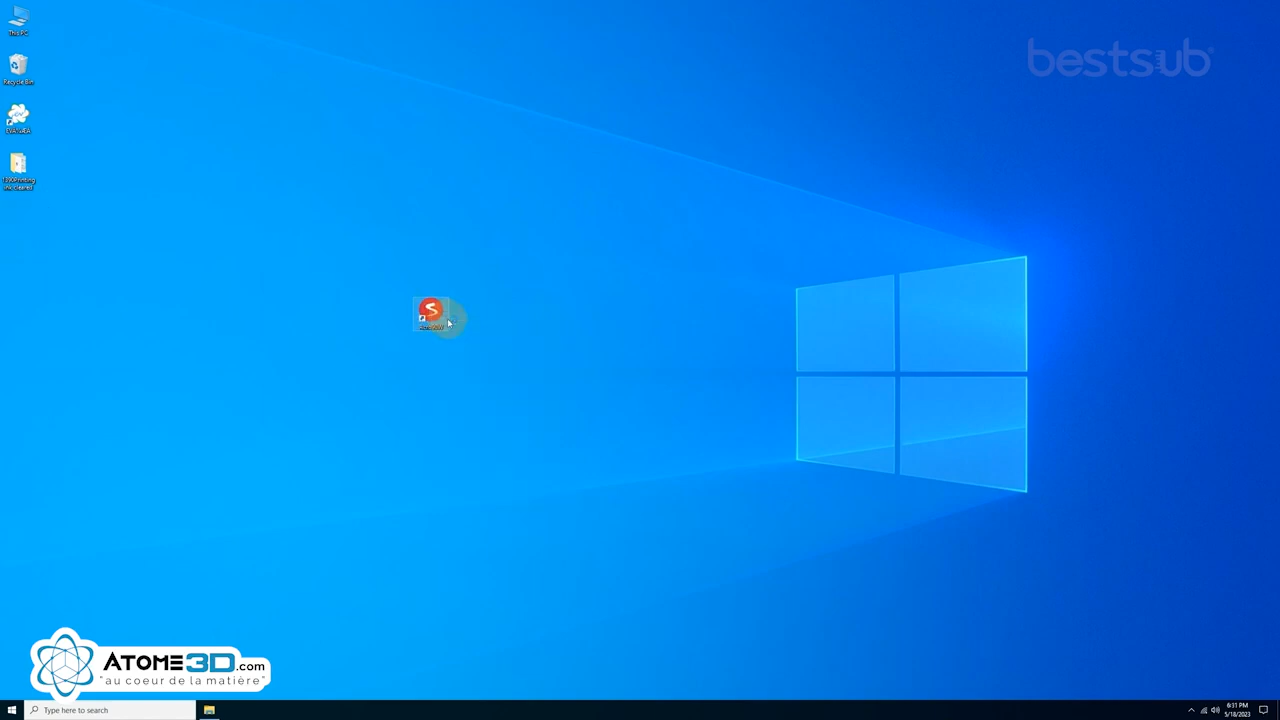 This PC
bestsub
Recycle Bin
ATOME3D.com
"au coeur de la matière"
Type here to search
6:31 PM
5/18/2023